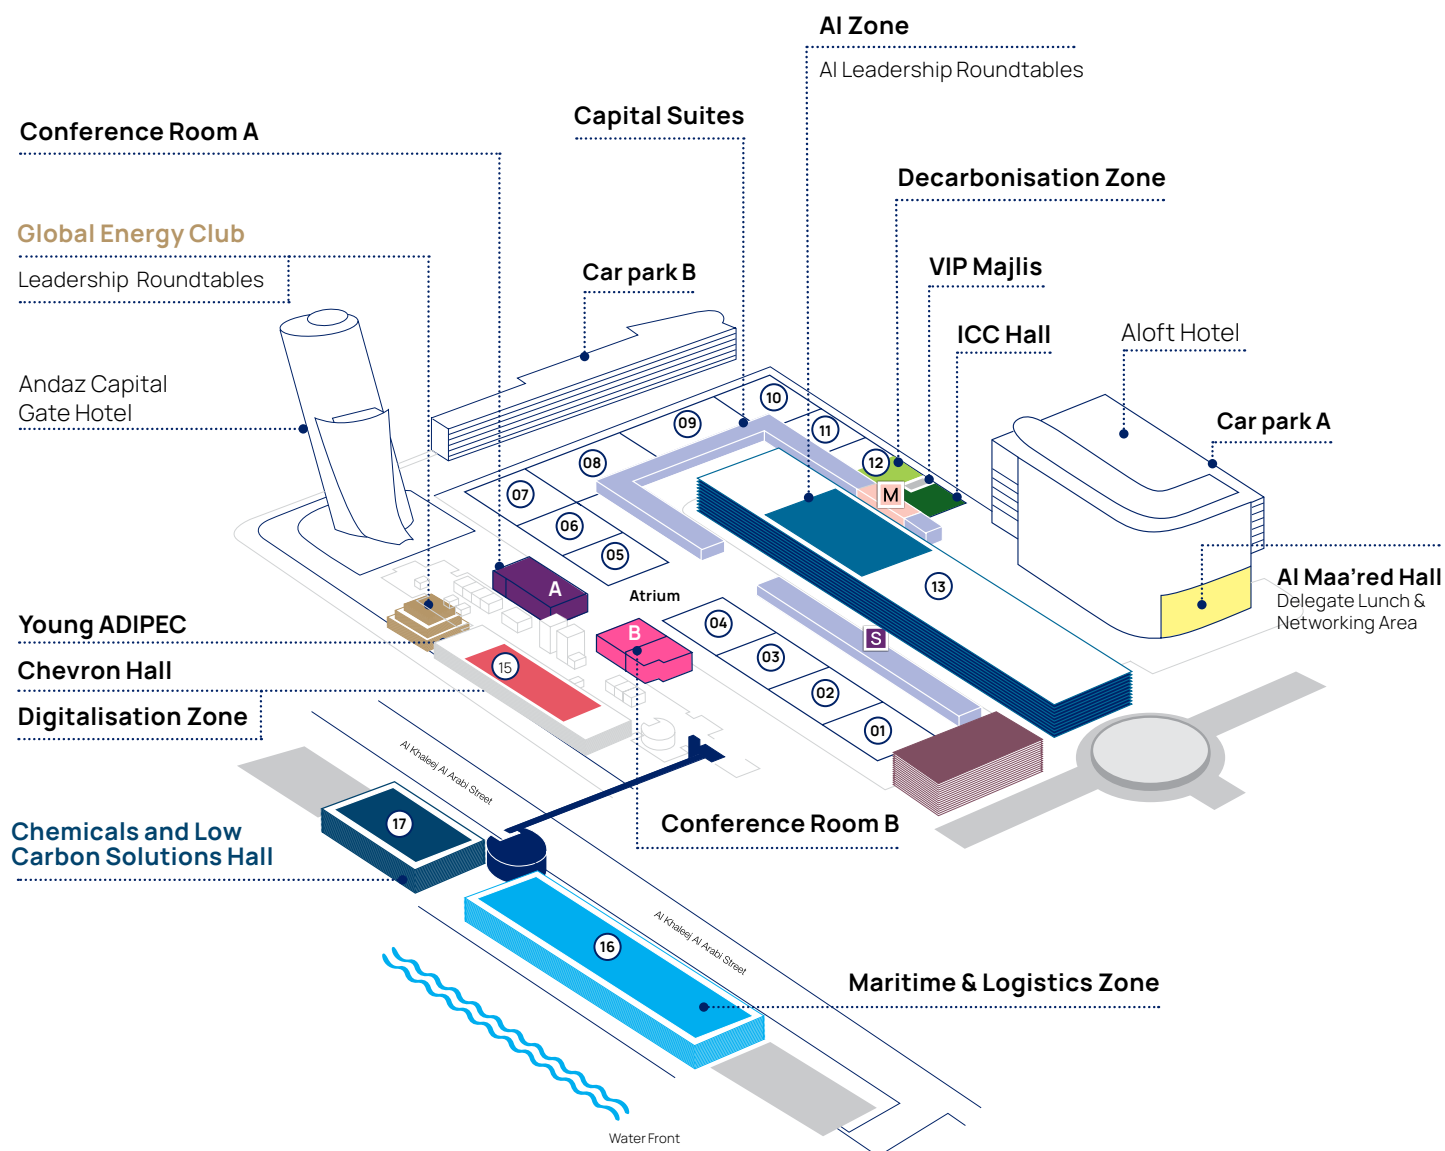 AI Zone
AI Leadership Roundtables
Capital Suites
Conference Room A
Decarbonisation Zone
Global Energy Club
Leadership Roundtables
Car park B
VIP Majlis
ICC Hall
Aloft Hotel
Andaz Capital
Gate Hotel
Car park A
10
09
11
08
12
07
M
06
05
13
A
Atrium
Al Maa'red Hall
Delegate Lunch &
Networking Area
Young ADIPEC
04
B
S
03
Chevron Hall
15
02
Digitalisation Zone
01
Al Khaleej Al Arabi Street
17
Conference Room B
Chemicals and Low
Carbon Solutions Hall
16
Al Khaleej Al Arabi Street
Maritime & Logistics Zone
Water Front